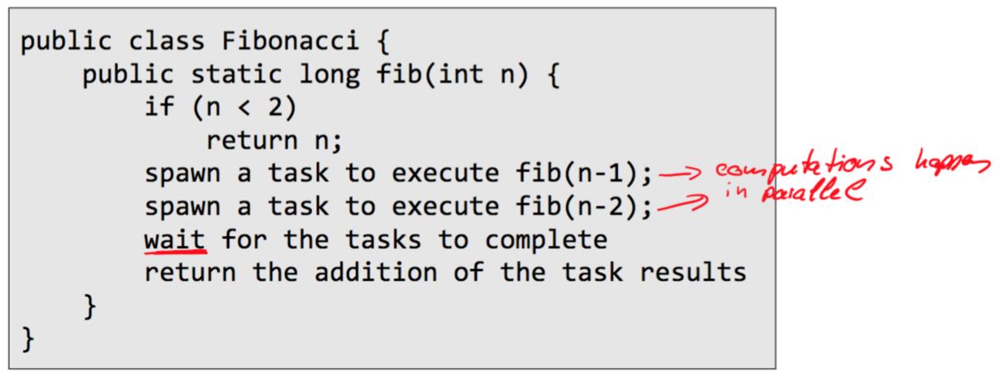 public class Fibonacci {
    public static long fib(int n) {
        if (n < 2)
            return n;
        spawn a task to execute fib(n-1); → computations happen
        spawn a task to execute fib(n-2); → in parallel
        wait for the tasks to complete
        return the addition of the task results
    }
}